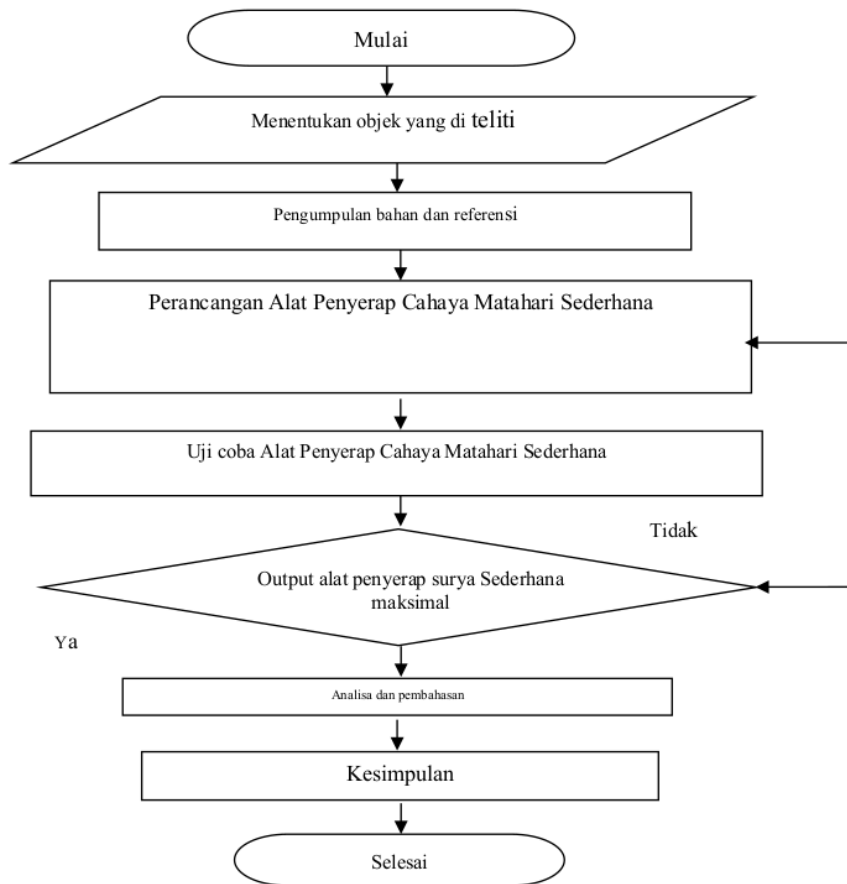 Mulai
Menentukan objek yang di teliti
Pengumpulan bahan dan referensi
Perancangan Alat Penyerap Cahaya Matahari Sederhana
Uji coba Alat Penyerap Cahaya Matahari Sederhana
Tidak
Output alat penyerap surya Sederhana
maksimal
Ya
Analisa dan pembahasan
Kesimpulan
Selesai